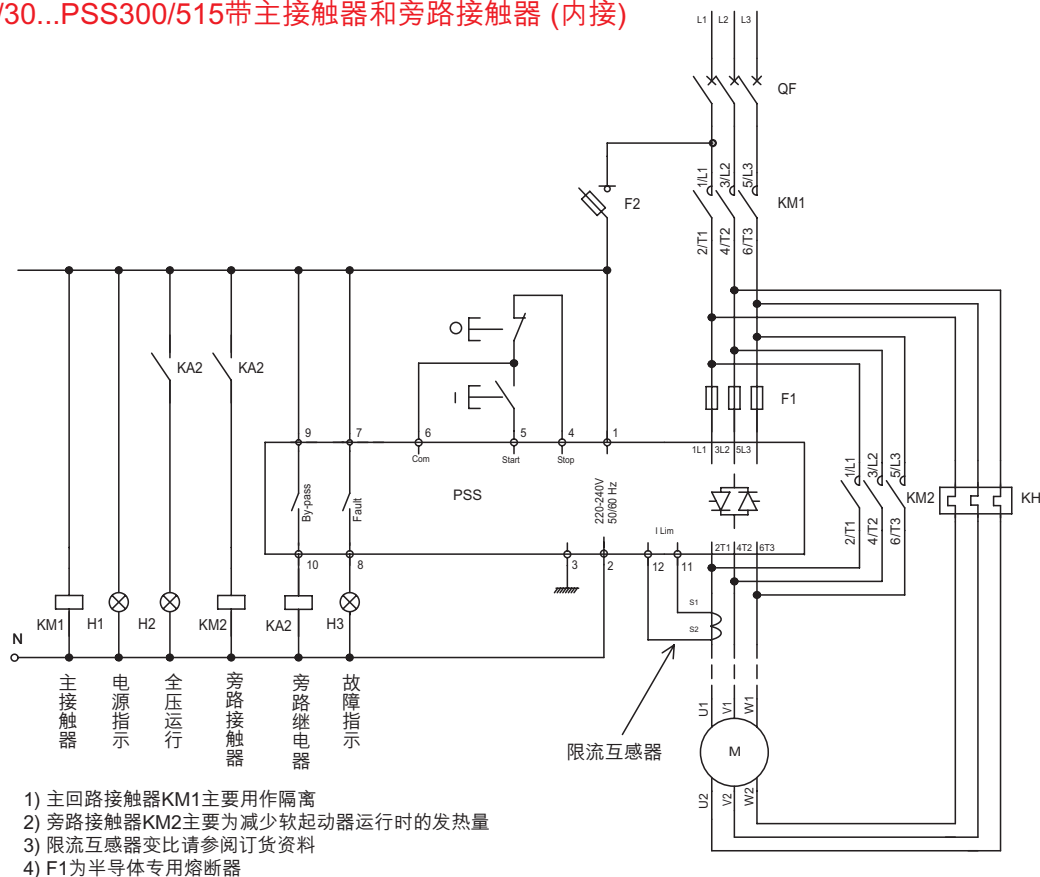 /30...PSS300/515带主接触器和旁路接触器 (内接)
L1 L2 L3
QF
F2
1/L1 3/L2 5/L3
KM1
2/T1 4/T2 6/T3
KA2 KA2
O
I
F1
9 7 6 5 4 1
Com Start Stop
1L1 3L2 5L3
By-pass
Fault
PSS
220-240V
50/60 Hz
I Lim
1/L1 3/L2 5/L3
KM2
KH
2/T1 4/T2 6/T3
2T1 4T2 6T3
10 8 3 2 12 11
S1
S2
KM1 H1 H2 KM2 KA2 H3
N
主接触器
电源指示
全压运行
旁路接触器
旁路继电器
故障指示
限流互感器
U1 V1 W1
M
U2 V2 W2
1) 主回路接触器KM1主要用作隔离
2) 旁路接触器KM2主要为减少软起动器运行时的发热量
3) 限流互感器变比请参阅订货资料
4) F1为半导体专用熔断器